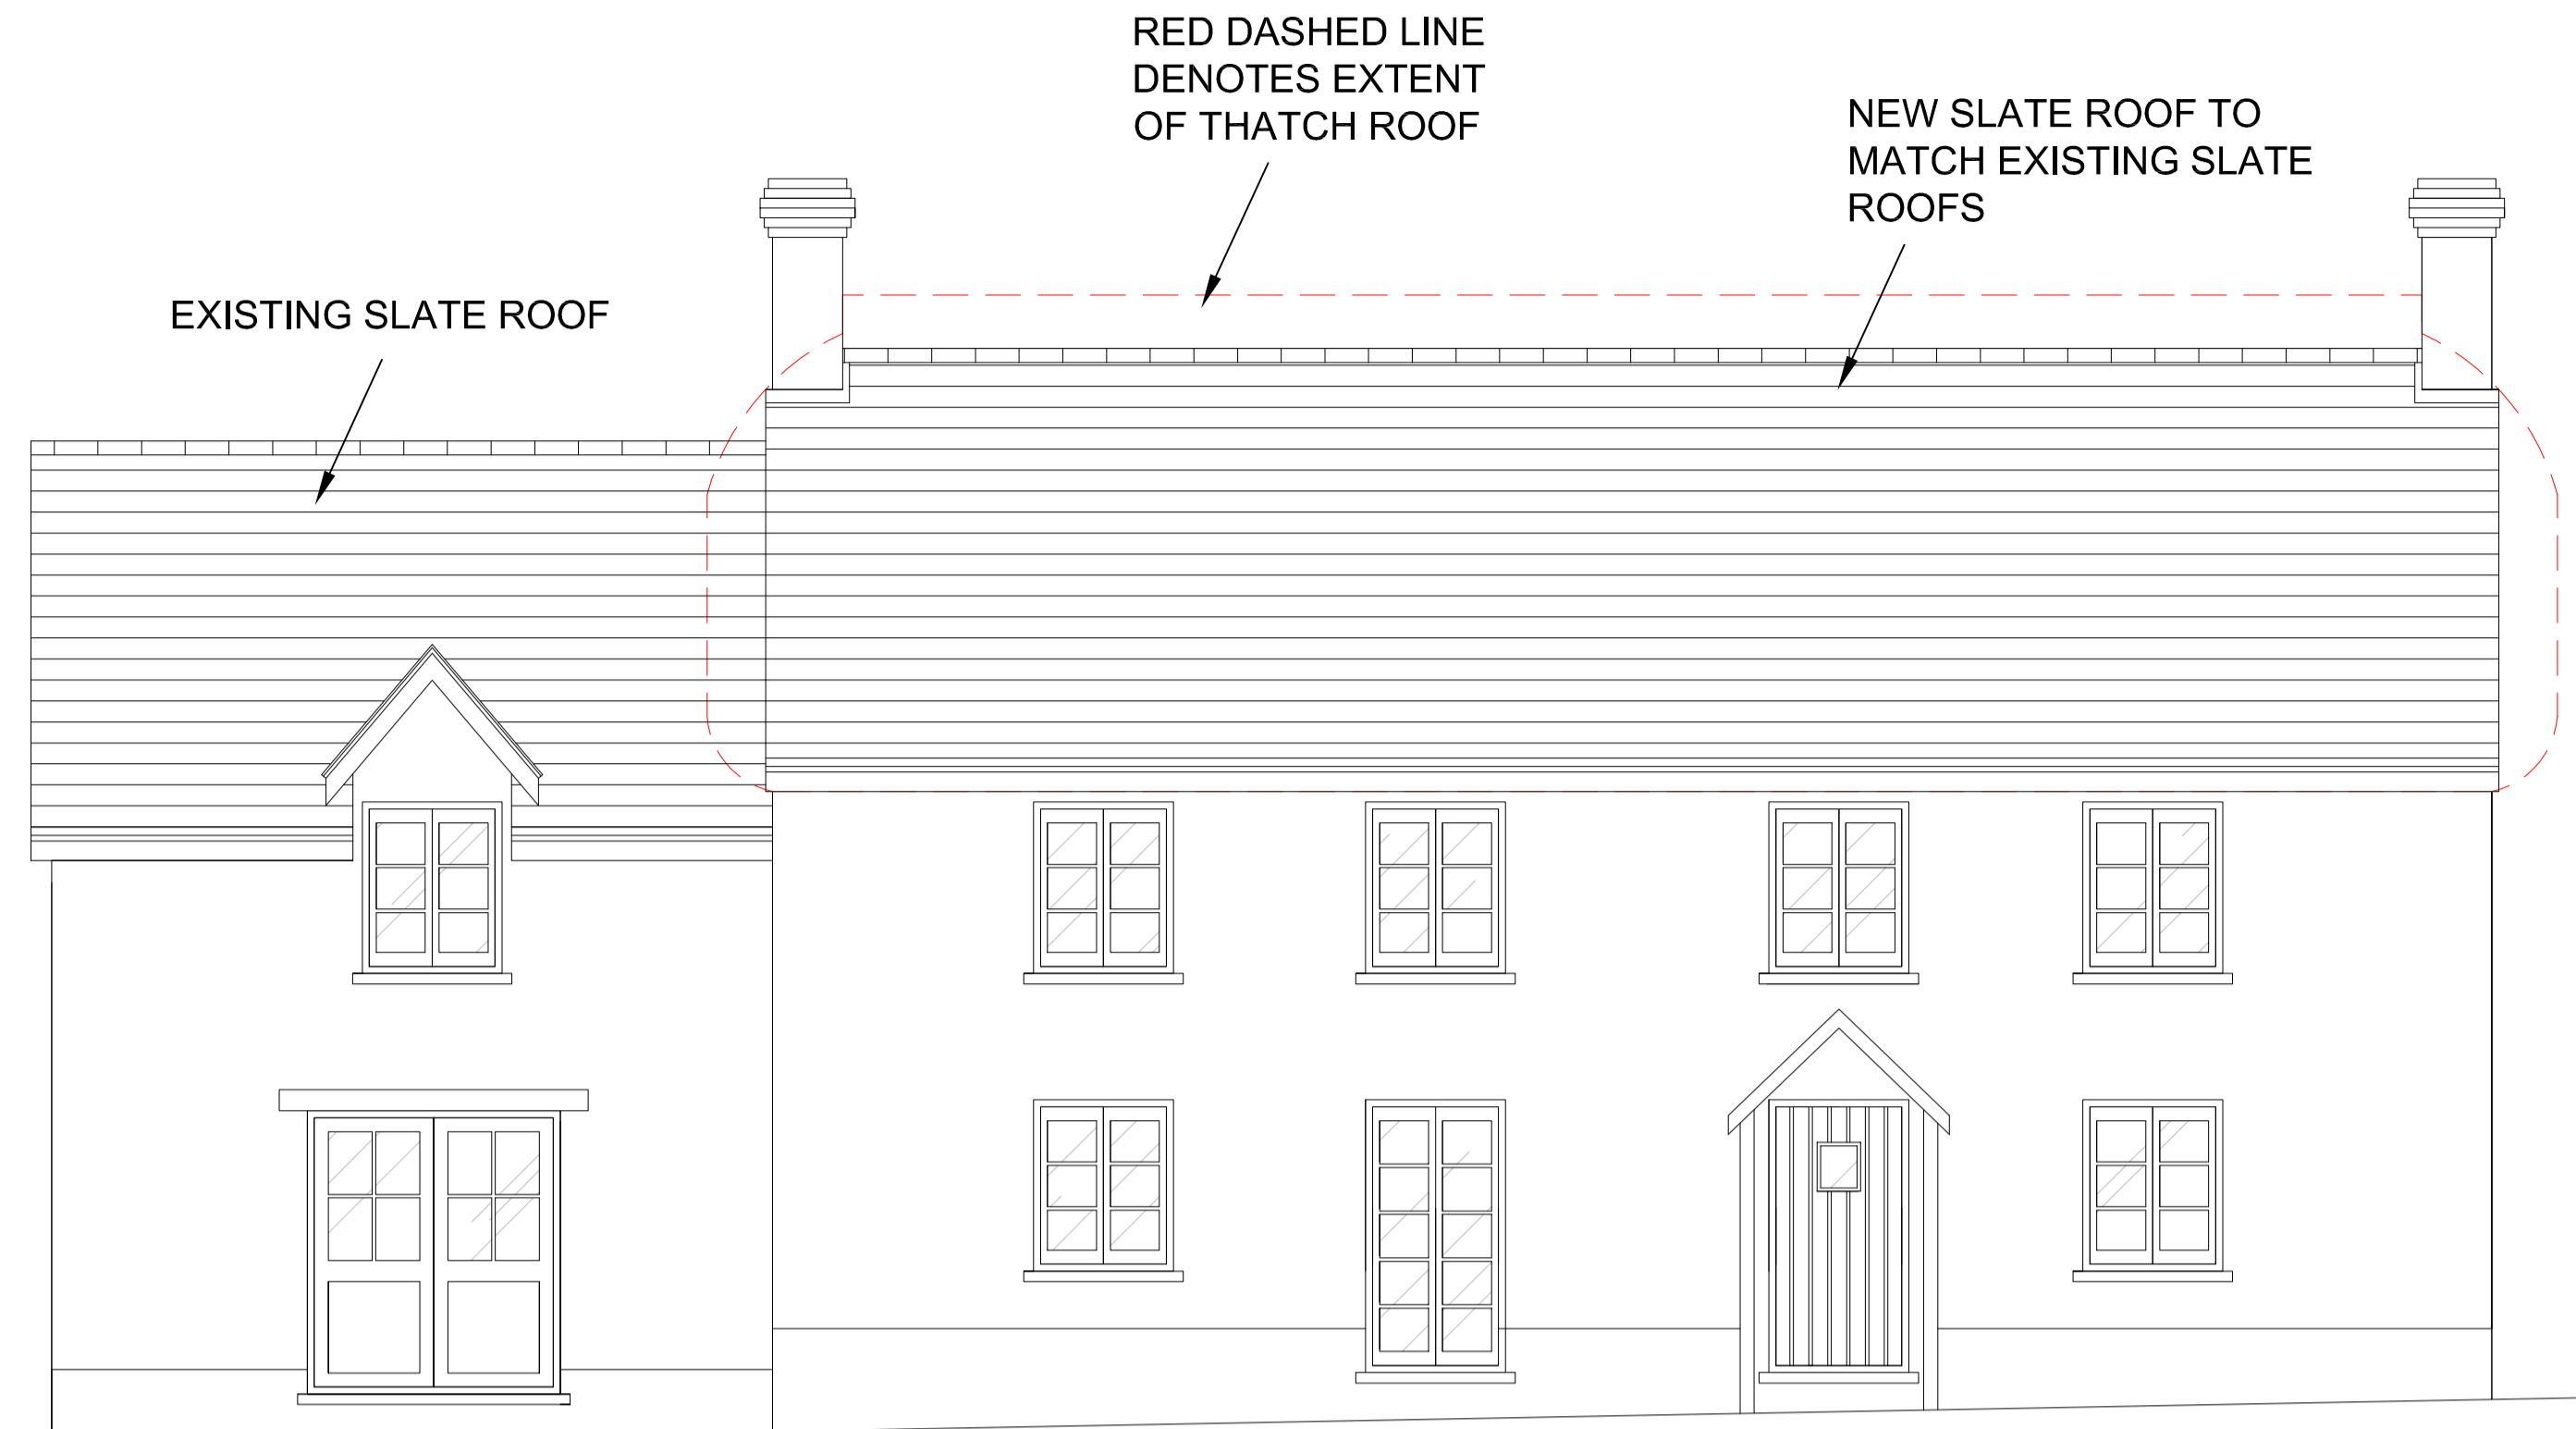 RED DASHED LINE
DENOTES EXTENT
OF THATCH ROOF
NEW SLATE ROOF TO
MATCH EXISTING SLATE
ROOFS
EXISTING SLATE ROOF